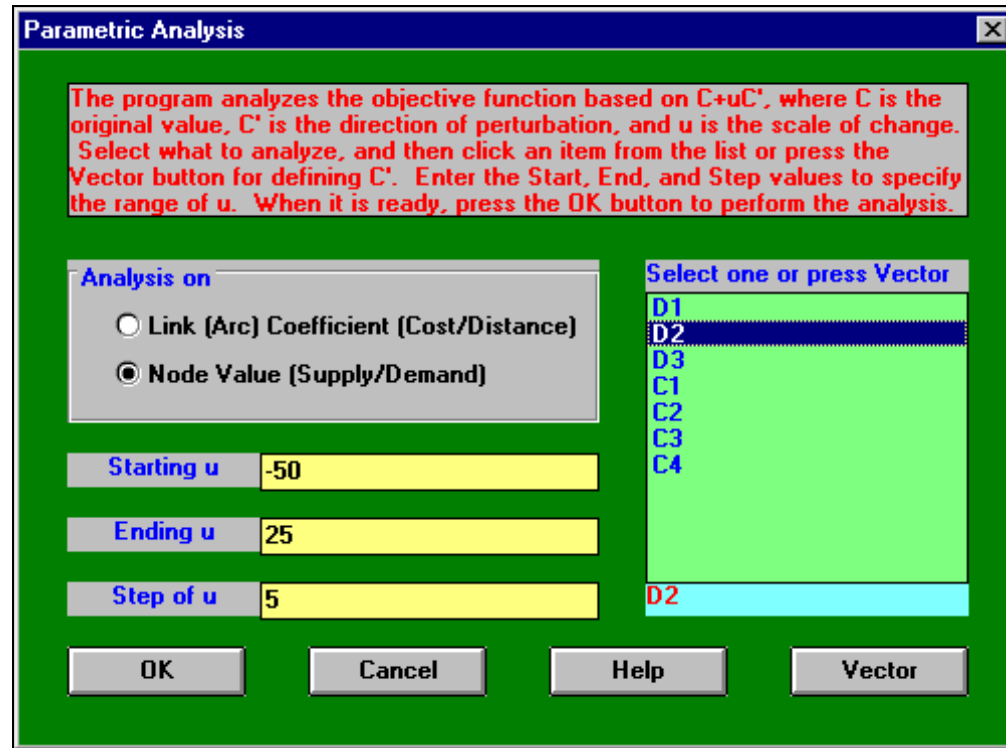 Parametric Analysis
The program analyzes the objective function based on C+uC', where C is the
original value, C' is the direction of perturbation, and u is the scale of change.
Select what to analyze, and then click an item from the list or press the
Vector button for defining C'.  Enter the Start, End, and Step values to specify
the range of u.  When it is ready, press the OK button to perform the analysis.
Analysis on
Link (Arc) Coefficient (Cost/Distance)
Node Value (Supply/Demand)
Starting u
-50
Ending u
25
Step of u
5
Select one or press Vector
D1
D2
D3
C1
C2
C3
C4
D2
OK
Cancel
Help
Vector